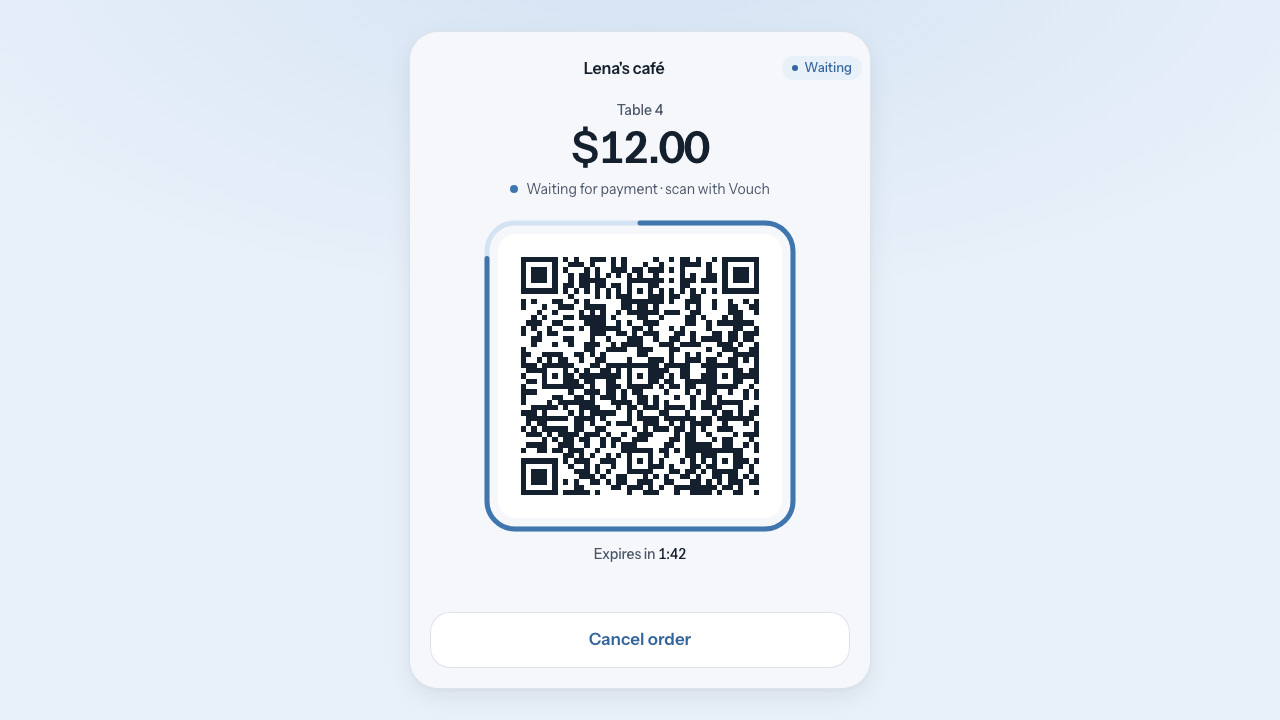 Lena's café
Waiting
Table 4
$12.00
Waiting for payment · scan with Vouch
Expires in 1:42
Cancel order